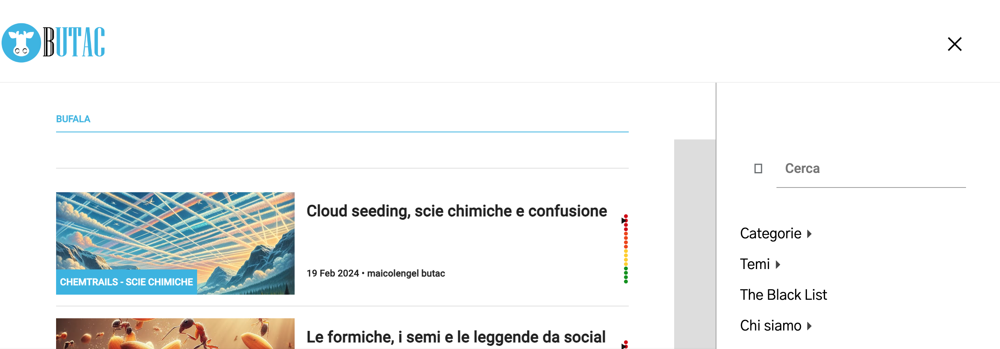 BUTAC
BUFALA
Cerca
Cloud seeding, scie chimiche e confusione
19 Feb 2024 • maicolengel butac
CHEMTRAILS - SCIE CHIMICHE
Le formiche, i semi e le leggende da social
Categorie
Temi
The Black List
Chi siamo